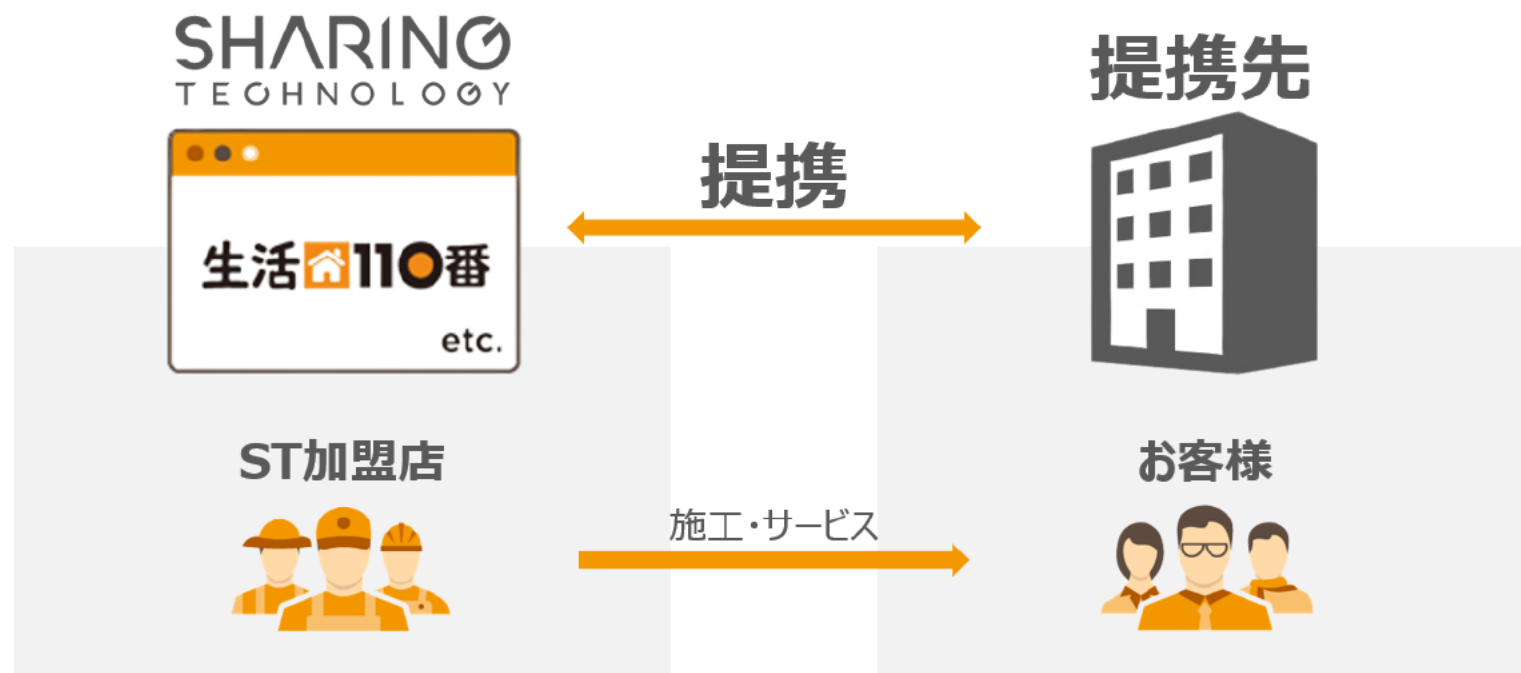 SHARING
TECHNOLOGY
提携先
提携
生活110番
etc.
ST加盟店
お客様
施工・サービス